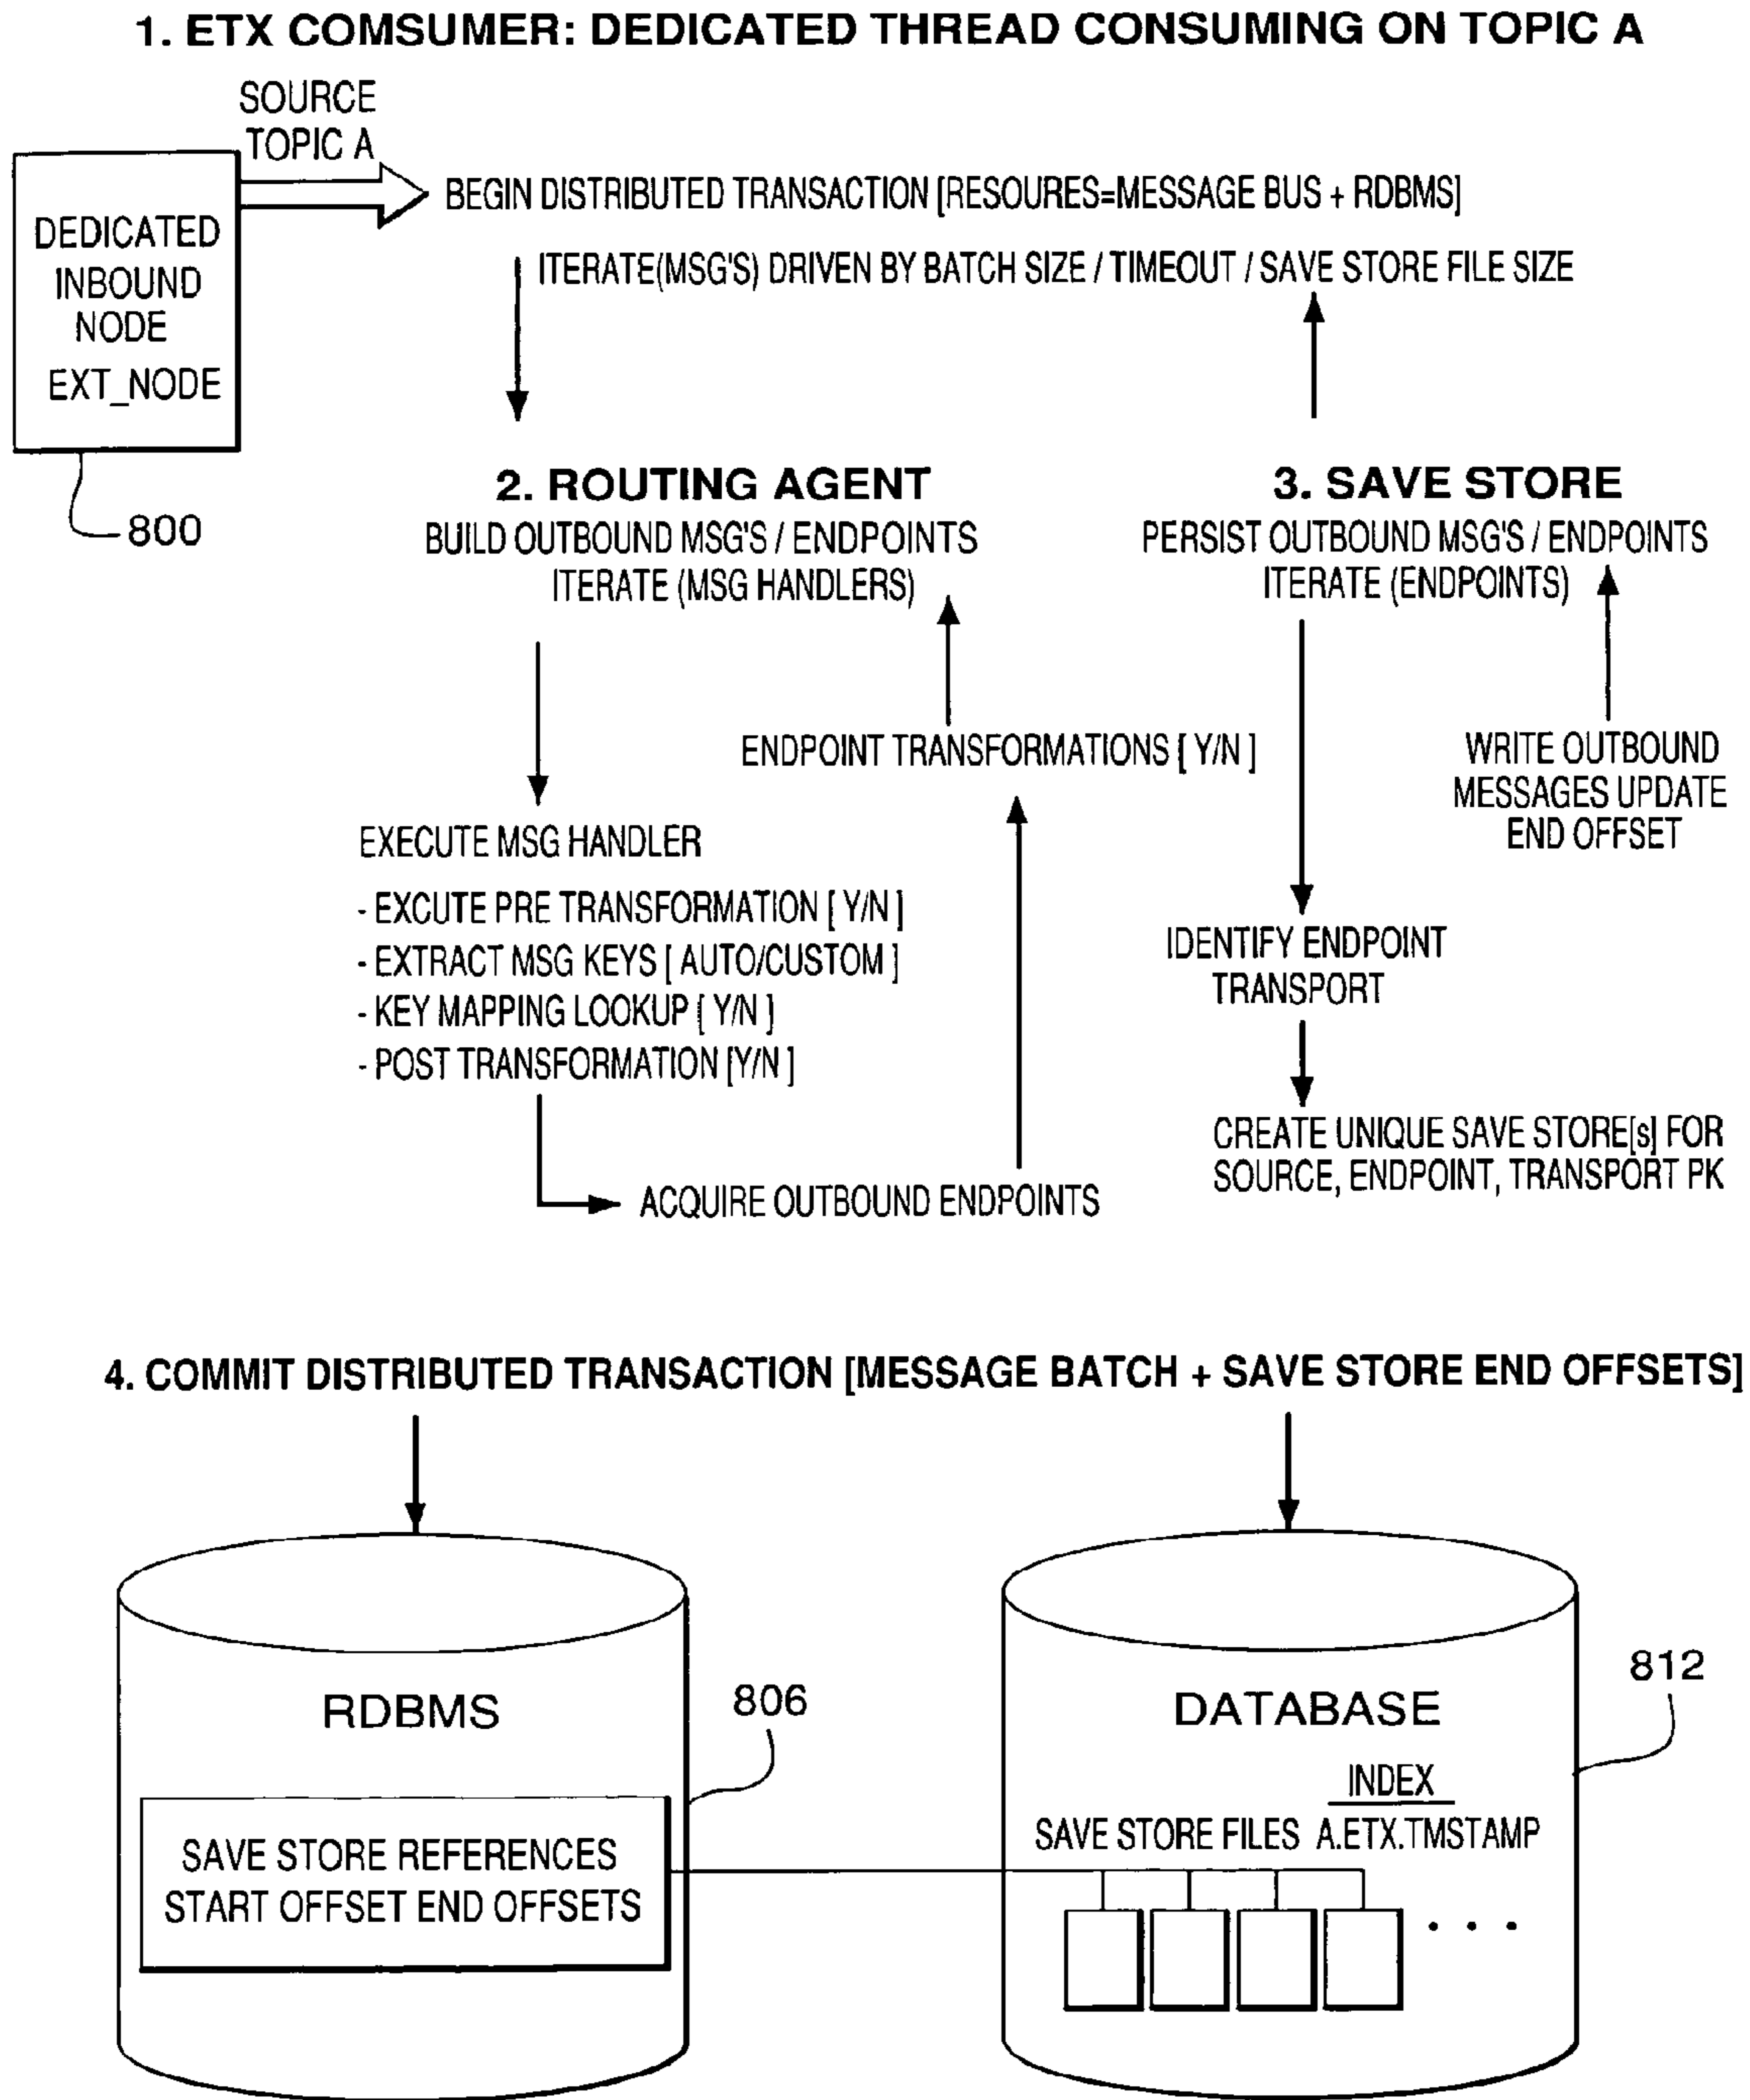 1. ETX COMSUMER: DEDICATED THREAD CONSUMING ON TOPIC A
SOURCE
TOPIC A
DEDICATED
INBOUND
NODE
EXT_NODE
800
BEGIN DISTRIBUTED TRANSACTION [RESOURES=MESSAGE BUS + RDBMS]
ITERATE(MSG'S) DRIVEN BY BATCH SIZE / TIMEOUT / SAVE STORE FILE SIZE
2. ROUTING AGENT
BUILD OUTBOUND MSG'S / ENDPOINTS
ITERATE (MSG HANDLERS)
ENDPOINT TRANSFORMATIONS [ Y/N ]
EXECUTE MSG HANDLER
- EXCUTE PRE TRANSFORMATION [ Y/N ]
- EXTRACT MSG KEYS [ AUTO/CUSTOM ]
- KEY MAPPING LOOKUP [ Y/N ]
- POST TRANSFORMATION [Y/N ]
ACQUIRE OUTBOUND ENDPOINTS
3. SAVE STORE
PERSIST OUTBOUND MSG'S / ENDPOINTS
ITERATE (ENDPOINTS)
WRITE OUTBOUND
MESSAGES UPDATE
END OFFSET
IDENTIFY ENDPOINT
TRANSPORT
CREATE UNIQUE SAVE STORE[s] FOR
SOURCE, ENDPOINT, TRANSPORT PK
4. COMMIT DISTRIBUTED TRANSACTION [MESSAGE BATCH + SAVE STORE END OFFSETS]
RDBMS
806
SAVE STORE REFERENCES
START OFFSET END OFFSETS
DATABASE
812
INDEX
SAVE STORE FILES A.ETX.TMSTAMP
. . .